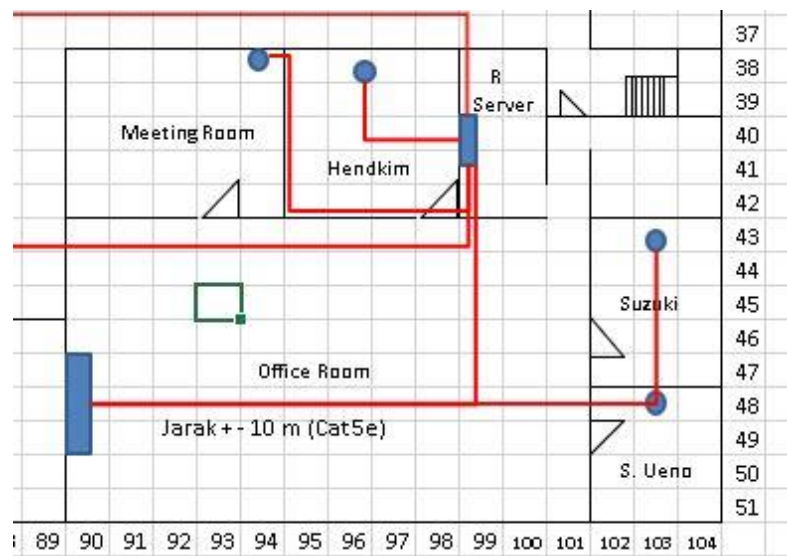 37
38
R
39
Server
Meeting Room
40
Hendkim
41
42
43
44
Suzuki
45
46
Office Room
47
48
Jarak +- 10 m (Cat5e)
49
S. Ueno
50
51
89 90 91 92 93 94 95 96 97 98 99 100 101 102 103 104